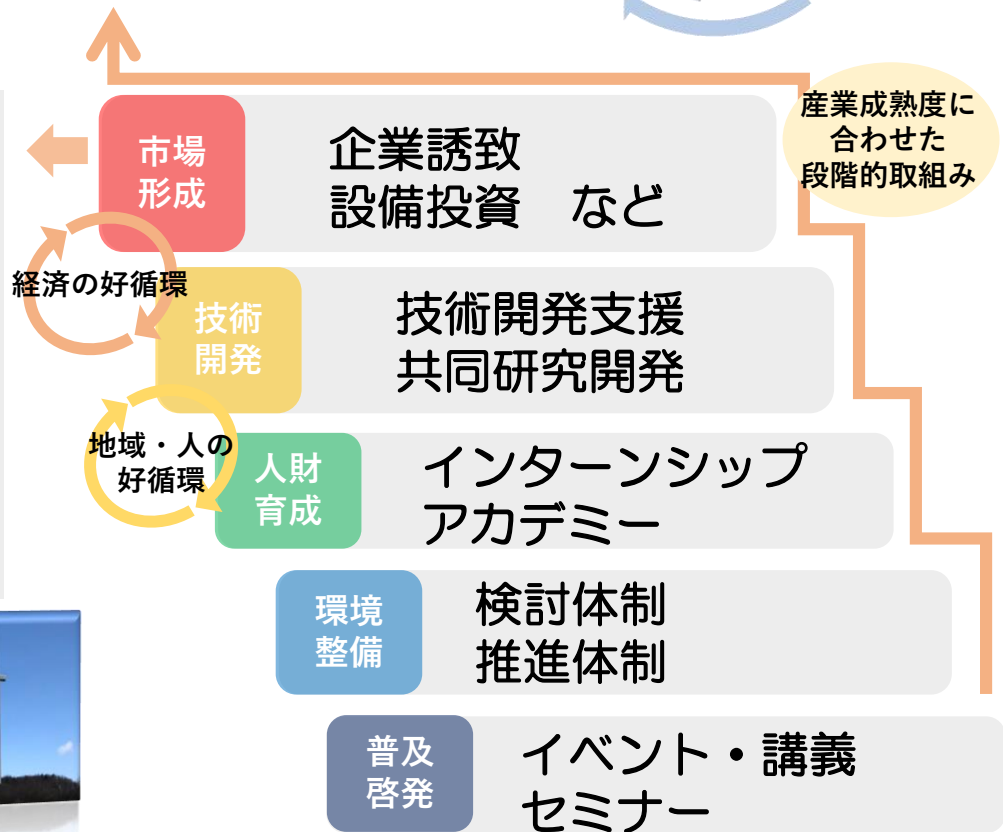 産業成熟度に
合わせた
段階的取組み
市場
形成
企業誘致
設備投資　など
経済の好循環
技術
開発
技術開発支援
共同研究開発
地域・人の
好循環
人財
育成
インターンシップ
アカデミー
環境
整備
検討体制
推進体制
普及
啓発
イベント・講義
セミナー